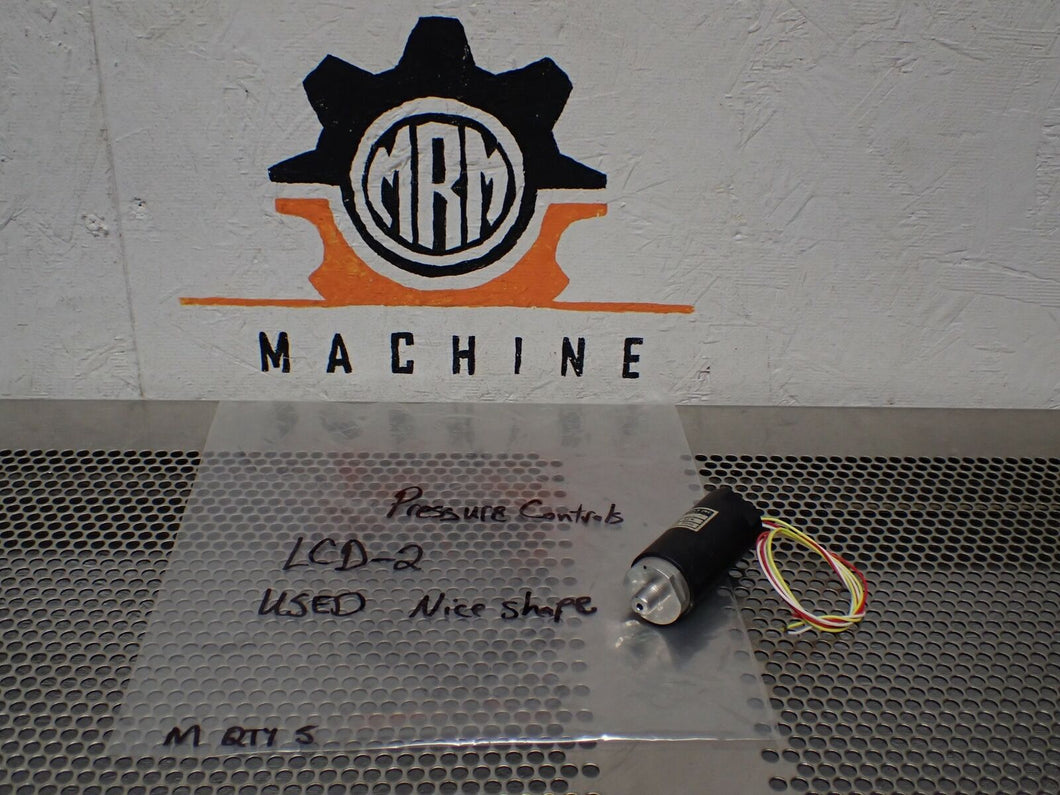 MRM
MACHINE
Pressure Controls
LCD-2
USED Nice shape
M QTY 5